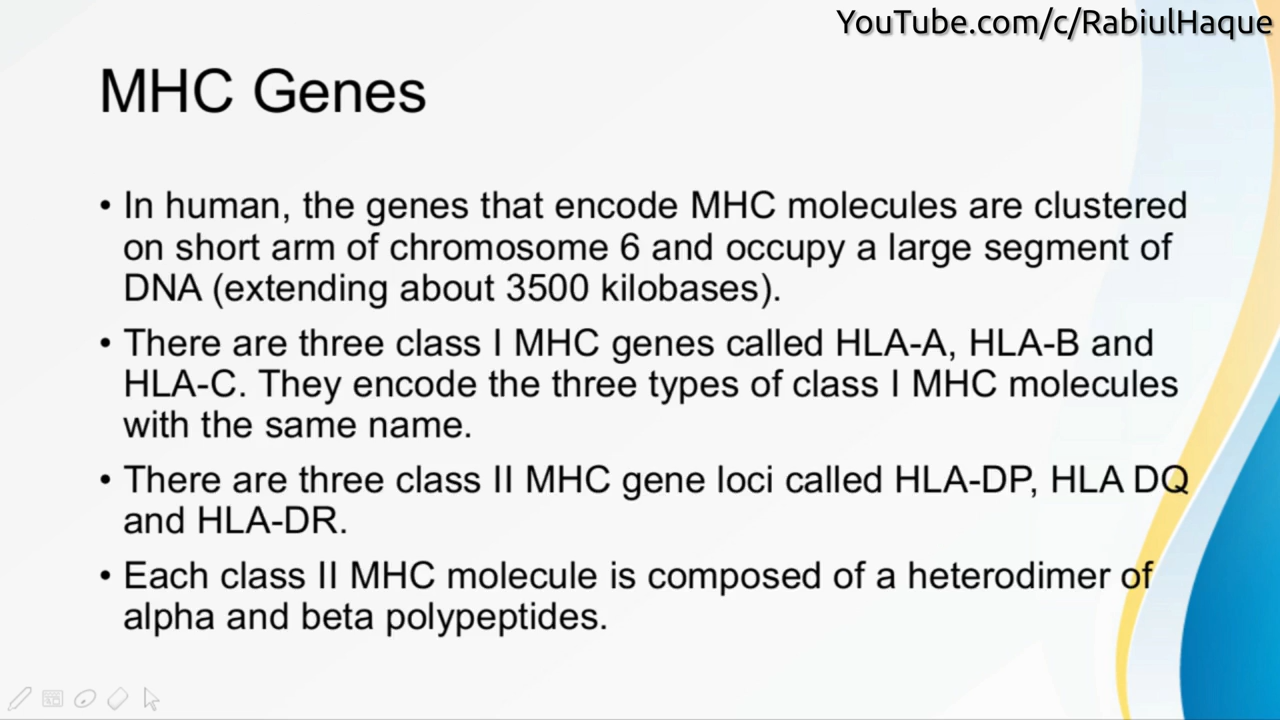 YouTube.com/c/RabiulHaque
MHC Genes
• In human, the genes that encode MHC molecules are clustered
on short arm of chromosome 6 and occupy a large segment of
DNA (extending about 3500 kilobases).
• There are three class I MHC genes called HLA-A, HLA-B and
HLA-C. They encode the three types of class I MHC molecules
with the same name.
• There are three class II MHC gene loci called HLA-DP, HLA DQ
and HLA-DR.
• Each class II MHC molecule is composed of a heterodimer of
alpha and beta polypeptides.